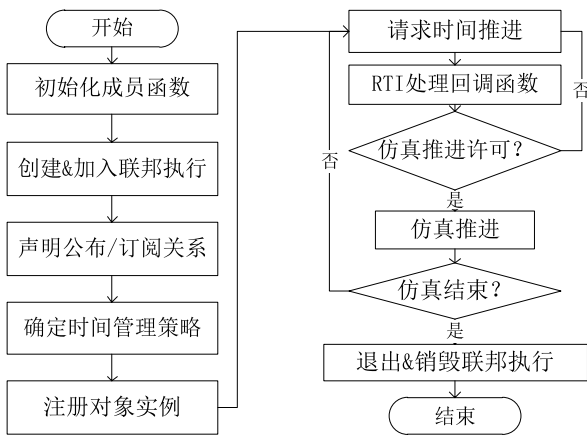 开始
初始化成员函数
创建&加入联邦执行
声明公布/订阅关系
确定时间管理策略
注册对象实例
请求时间推进
RTI处理回调函数
否
仿真推进许可？
否
是
仿真推进
仿真结束？
是
退出&销毁联邦执行
结束